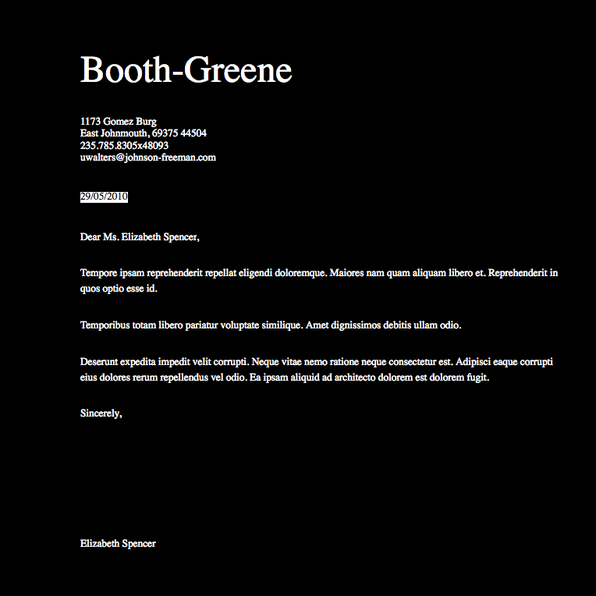 Booth-Greene
1173 Gomez Burg
East Johnmouth, 69375 44504
235.785.8305x48093
uwalters@johnson-freeman.com
29/05/2010
Dear Ms. Elizabeth Spencer,
Tempore ipsam reprehenderit repellat eligendi doloremque. Maiores nam quam aliquam libero et. Reprehenderit in
quos optio esse id.
Temporibus totam libero pariatur voluptate similique. Amet dignissimos debitis ullam odio.
Deserunt expedita impedit velit corrupti. Neque vitae nemo ratione neque consectetur est. Adipisci eaque corrupti
eius dolores rerum repellendus vel odio. Ea ipsam aliquid ad architecto dolorem est dolorem fugit.
Sincerely,
Elizabeth Spencer